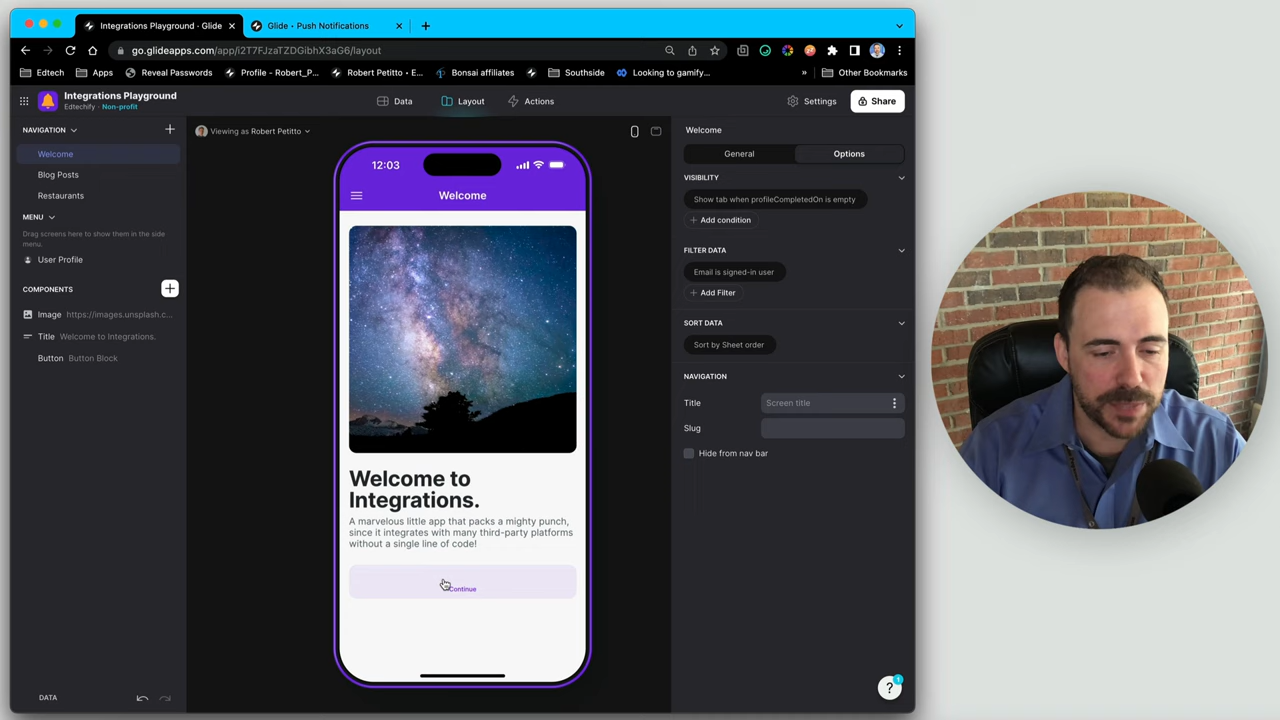 Integrations Playground · Glide
Glide • Push Notifications
go.glideapps.com/app/i2T7FJzaTZDGibhX3aG6/layout
Edtech
Apps
Reveal Passwords
Profile - Robert_P...
Robert Petitto • E...
Bonsai affiliates
Southside
Looking to gamify...
»
Other Bookmarks
Integrations Playground
Edtechify · Non-profit
Data
Layout
Actions
Settings
Share
NAVIGATION
Welcome
Blog Posts
Restaurants
MENU
Drag screens here to show them in the side
menu.
User Profile
COMPONENTS
Image https://images.unsplash.c...
Title Welcome to Integrations.
Button Button Block
DATA
Viewing as Robert Petitto
12:03
Welcome
Welcome to
Integrations.
A marvelous little app that packs a mighty punch,
since it integrates with many third-party platforms
without a single line of code!
Continue
Welcome
General
Options
VISIBILITY
Show tab when profileCompletedOn is empty
+ Add condition
FILTER DATA
Email is signed-in user
+ Add Filter
SORT DATA
Sort by Sheet order
NAVIGATION
Title Screen title
Slug
Hide from nav bar
?
1